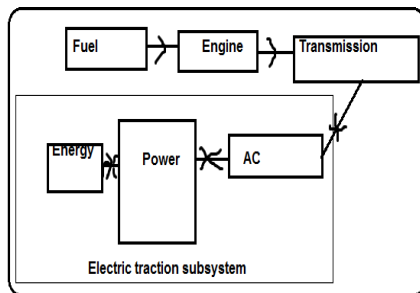 Fuel
Engine
Transmission
Energy
Power
AC
Electric traction subsystem